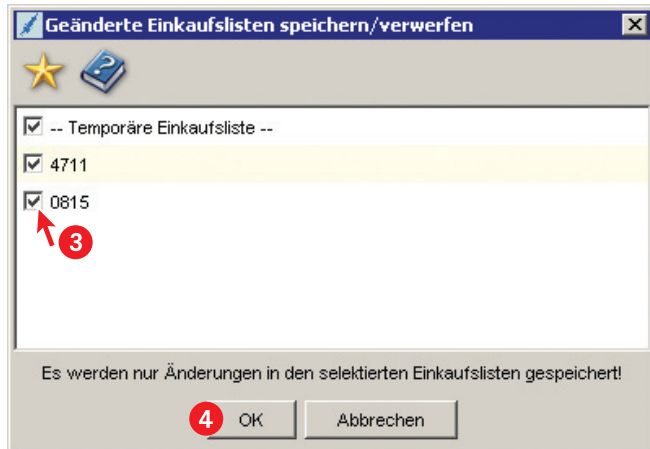 Geänderte Einkaufslisten speichern/verwerfen
-- Temporäre Einkaufsliste --
4711
0815
3
Es werden nur Änderungen in den selektierten Einkaufslisten gespeichert!
4 OK Abbrechen